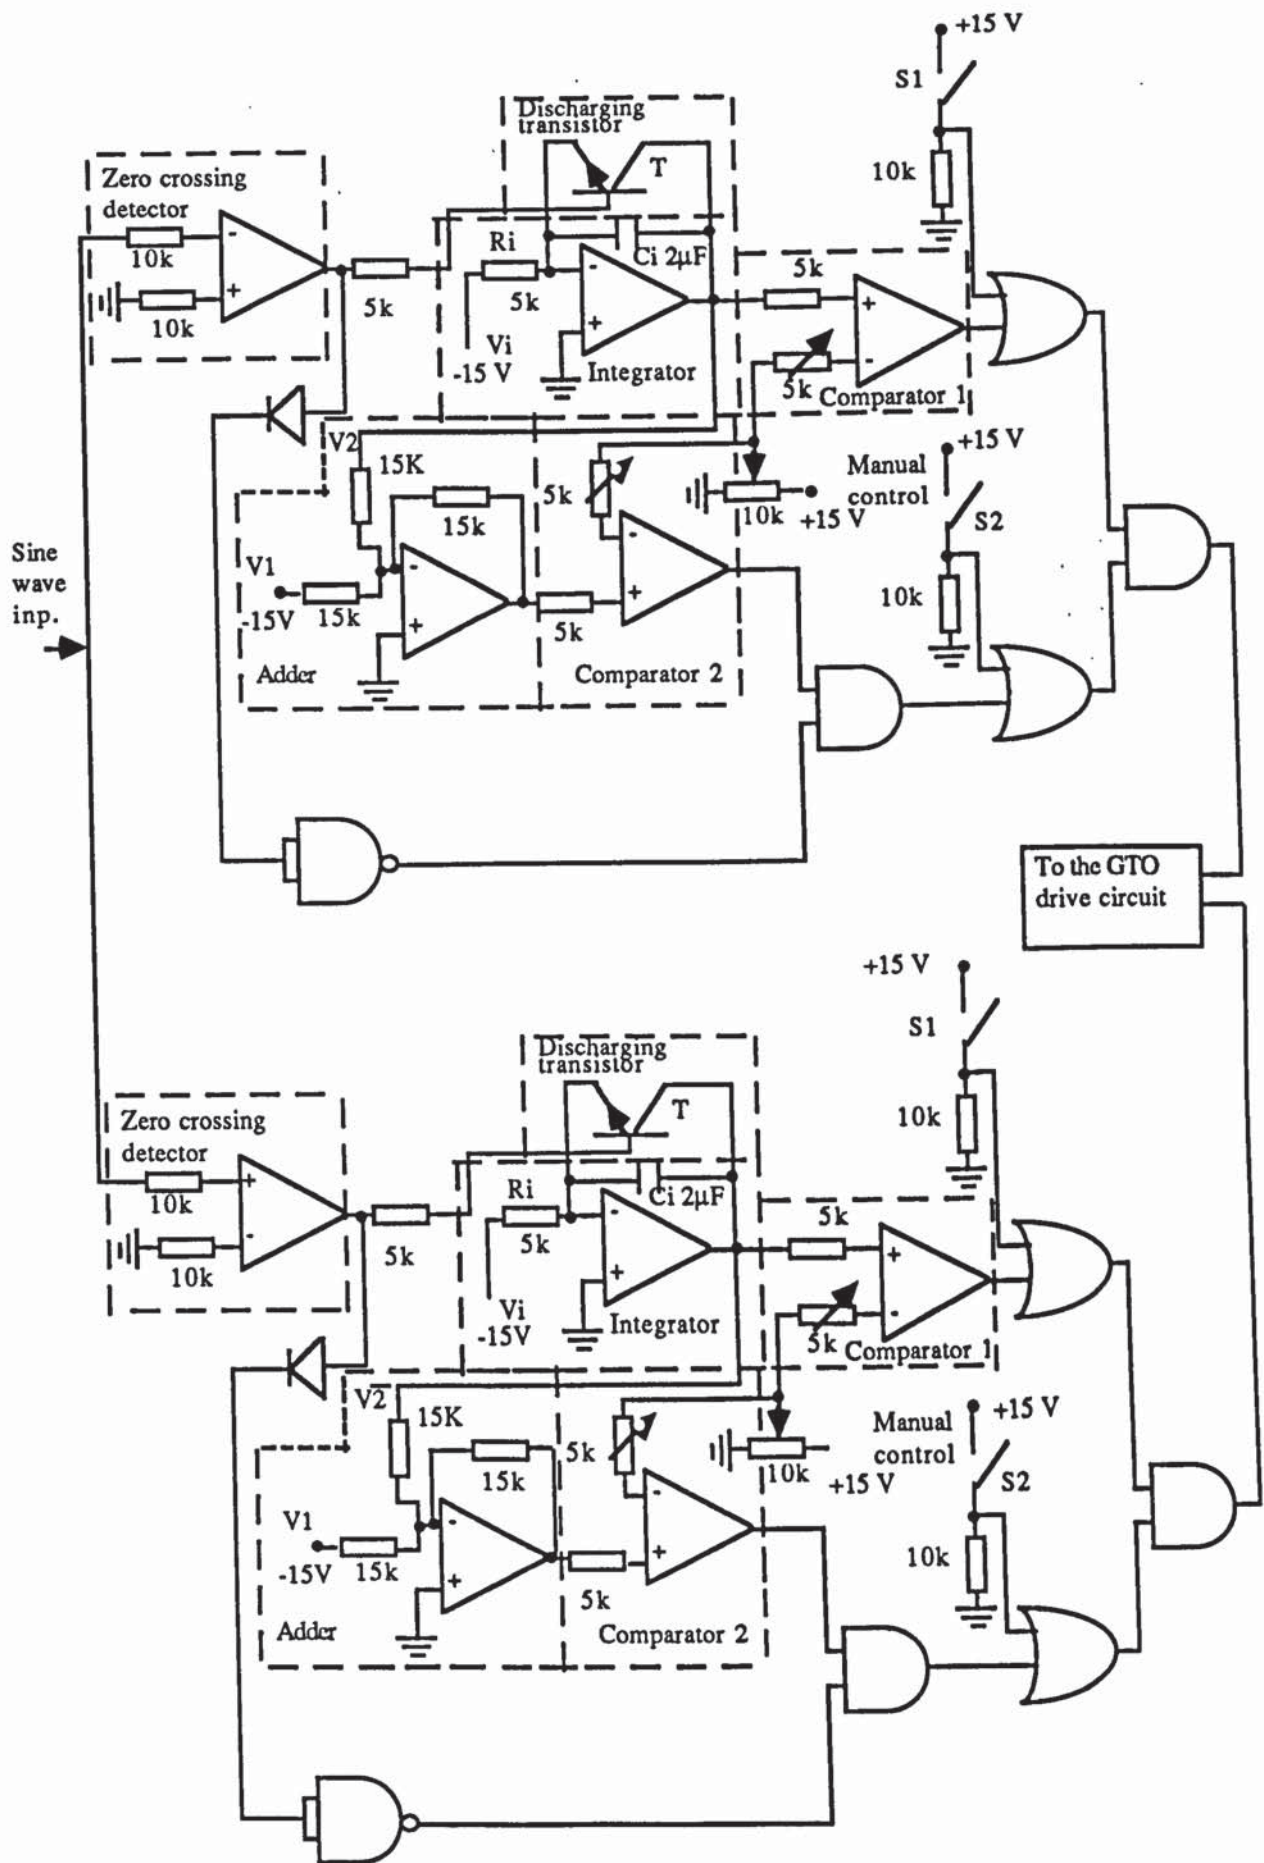 +15 V
S1
10k
Discharging
transistor
T
Zero crossing
detector
-
10k
+
10k
5k
Ri
5k
Vi
-15 V
Ci 2µF
-
+
Integrator
5k
+
-
5k
Comparator 1
V2
15K
15k
V1
-15V
15k
-
+
Adder
5k
5k
-
+
Comparator 2
10k
+15 V
Manual
control
+15 V
S2
10k
Sine
wave
inp.
To the GTO
drive circuit
+15 V
S1
10k
Discharging
transistor
T
Zero crossing
detector
+
10k
-
10k
5k
Ri
5k
Vi
-15V
Ci 2µF
-
+
Integrator
5k
+
-
5k
Comparator 1
V2
15K
15k
V1
-15V
15k
-
+
Adder
5k
5k
-
+
Comparator 2
10k
+15 V
Manual
control
+15 V
S2
10k